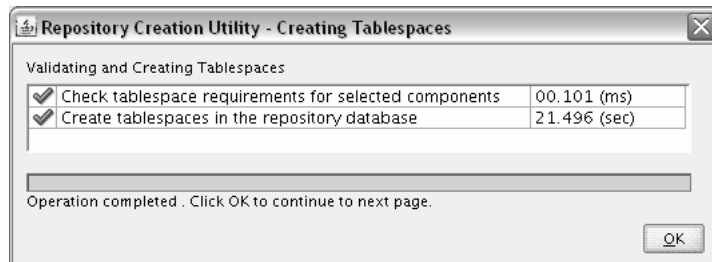 Repository Creation Utility - Creating Tablespaces
Validating and Creating Tablespaces
Check tablespace requirements for selected components 00.101 (ms)
Create tablespaces in the repository database 21.496 (sec)
Operation completed . Click OK to continue to next page.
OK